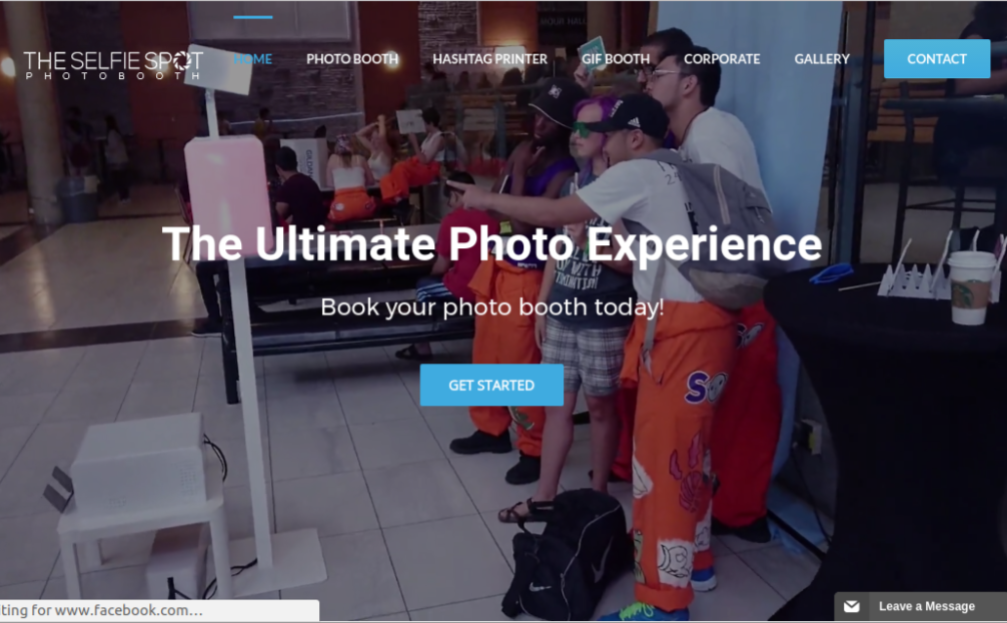 THE SELFIE SPOT
PHOTOBOOTH
HOME
PHOTO BOOTH
HASHTAG PRINTER
GIF BOOTH
CORPORATE
GALLERY
CONTACT
The Ultimate Photo Experience
Book your photo booth today!
GET STARTED
ting for www.facebook.com...
Leave a Message